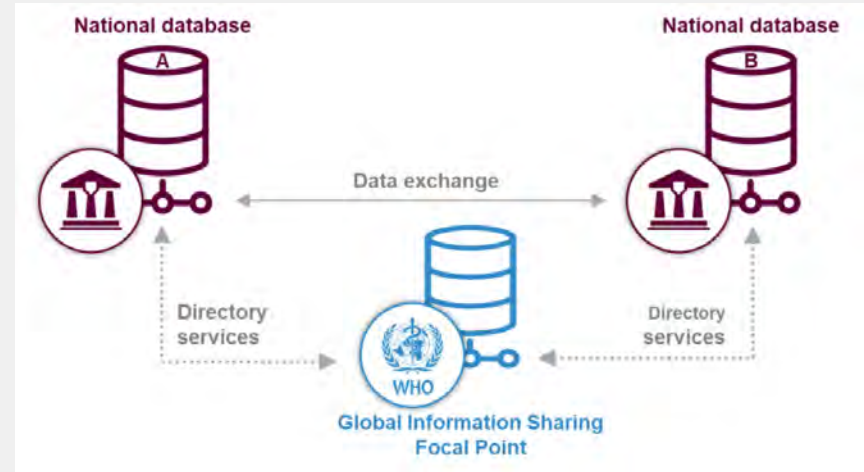 National database
National database
A
B
Data exchange
Directory
services
Directory
services
WHO
Global Information Sharing
Focal Point